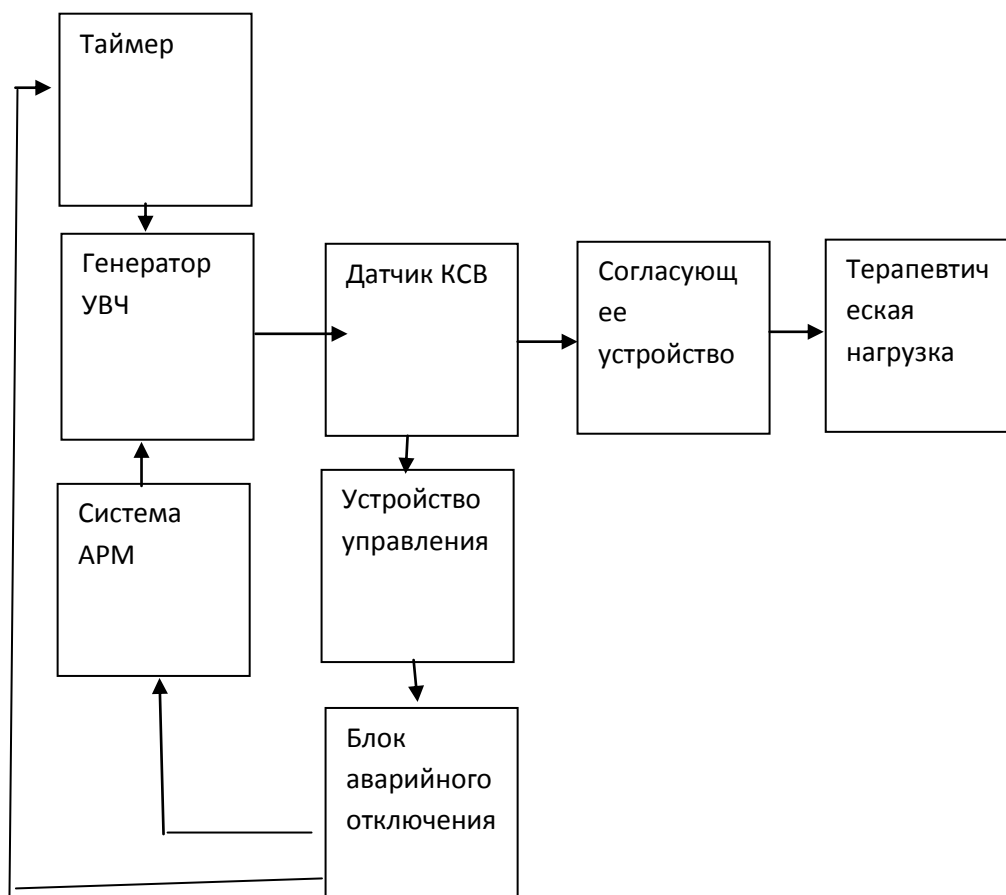 Таймер
Генератор
УВЧ
Датчик КСВ
Согласующ
ее
устройство
Терапевтич
еская
нагрузка
Система
АРМ
Устройство
управления
Блок
аварийного
отключения